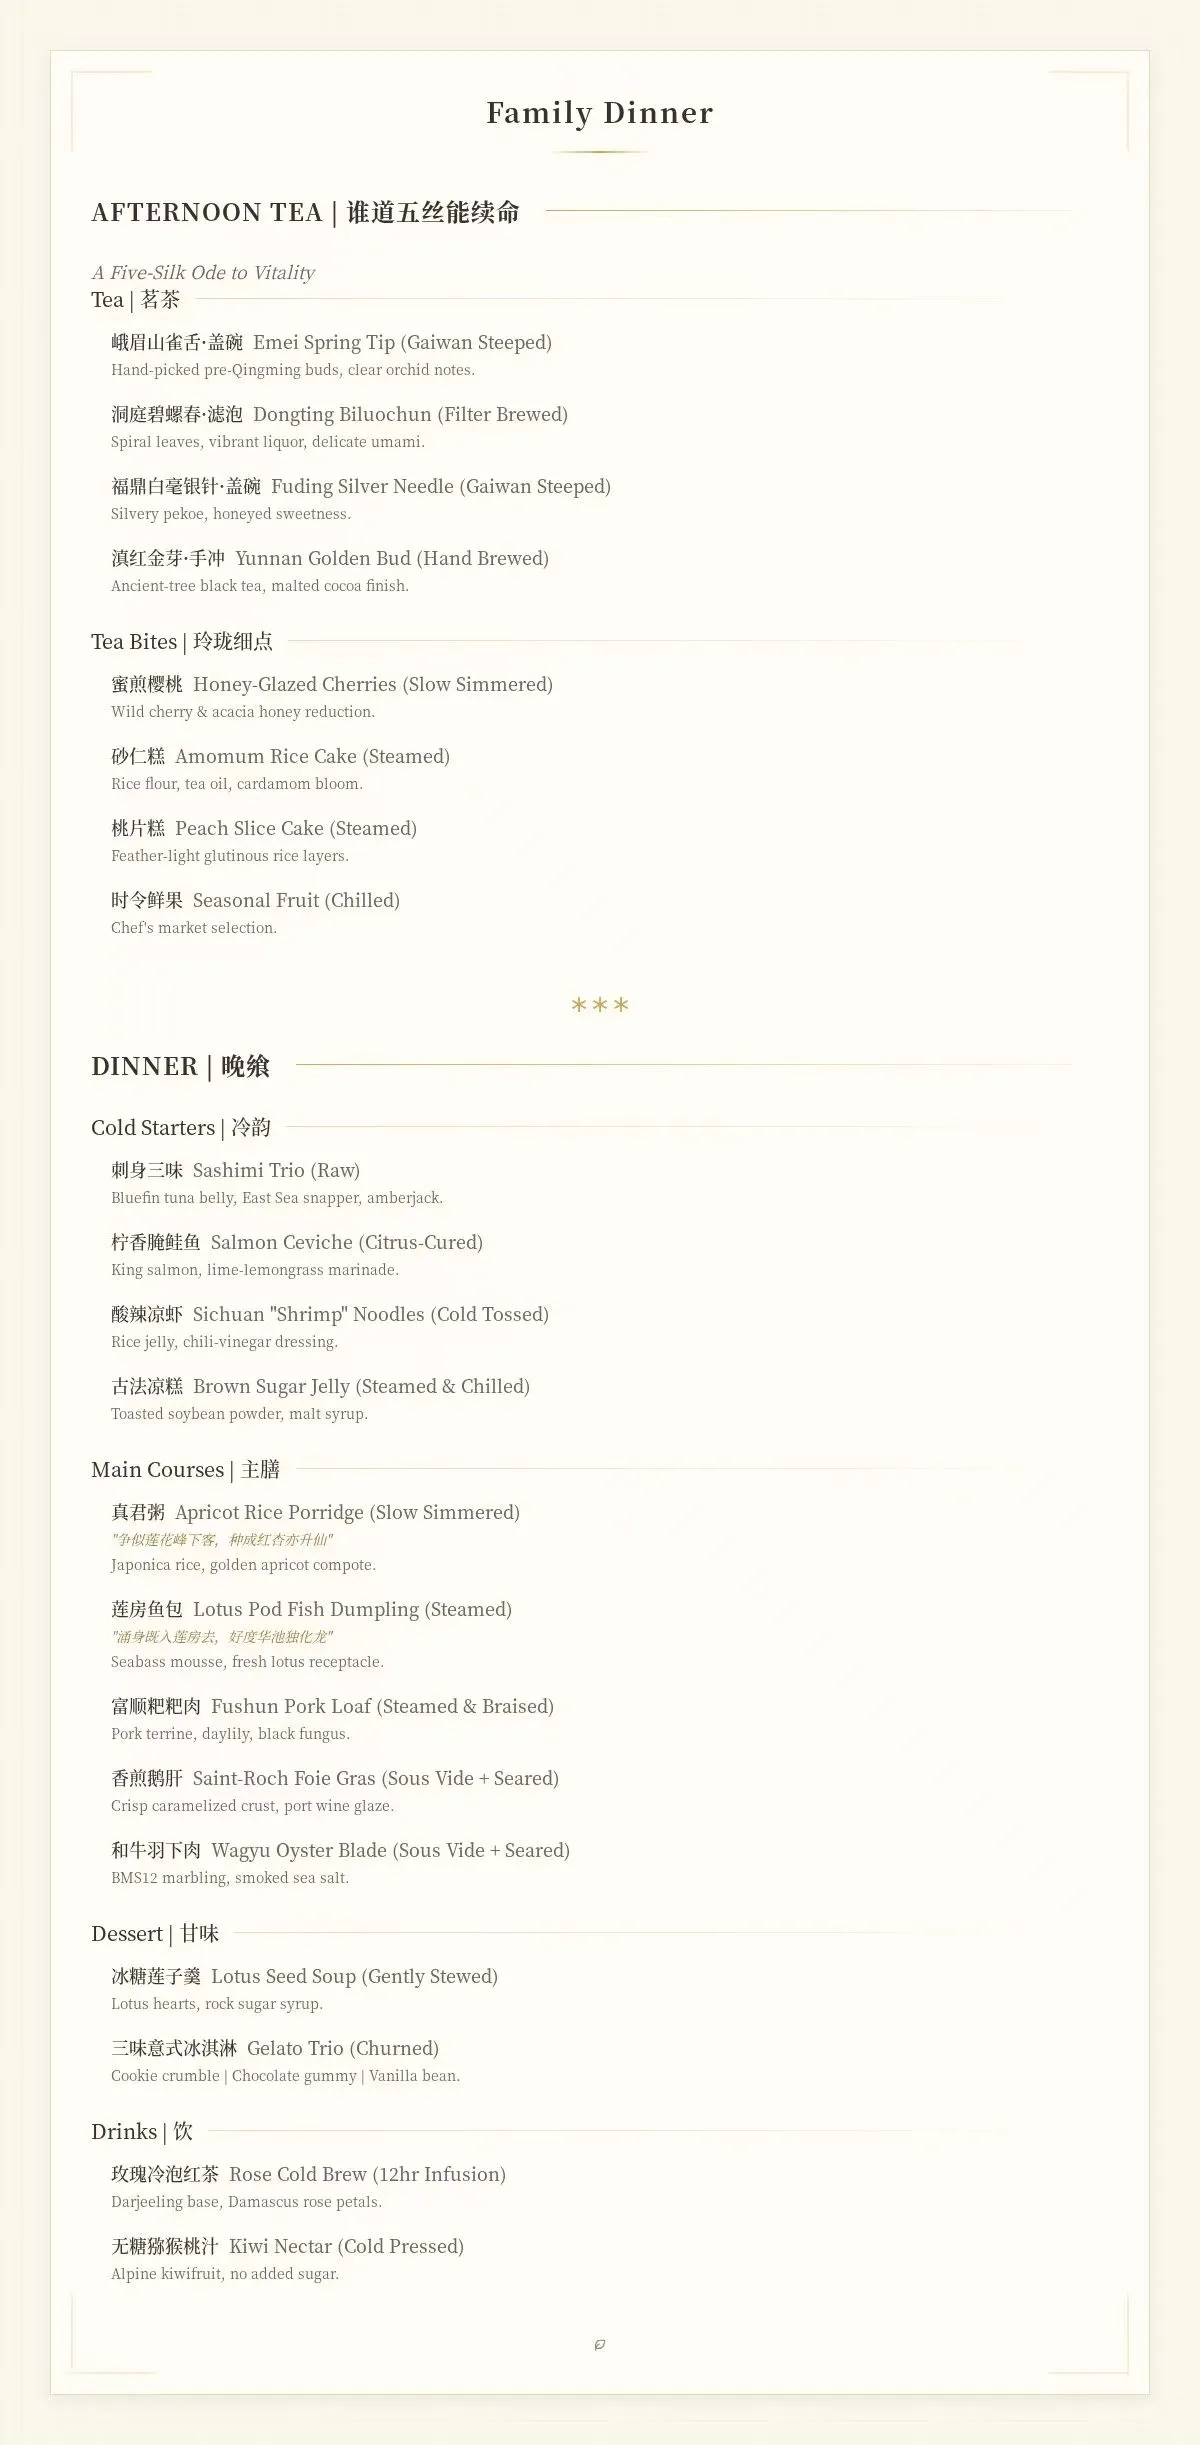 Family Dinner
AFTERNOON TEA | 谁道五丝能续命
A Five-Silk Ode to Vitality
Tea | 茗茶
峨眉山雀舌·盖碗 Emei Spring Tip (Gaiwan Steeped)
Hand-picked pre-Qingming buds, clear orchid notes.
洞庭碧螺春·滤泡 Dongting Biluochun (Filter Brewed)
Spiral leaves, vibrant liquor, delicate umami.
福鼎白毫银针·盖碗 Fuding Silver Needle (Gaiwan Steeped)
Silvery pekoe, honeyed sweetness.
滇红金芽·手冲 Yunnan Golden Bud (Hand Brewed)
Ancient-tree black tea, malted cocoa finish.
Tea Bites | 玲珑细点
蜜煎樱桃 Honey-Glazed Cherries (Slow Simmered)
Wild cherry & acacia honey reduction.
砂仁糕 Amomum Rice Cake (Steamed)
Rice flour, tea oil, cardamom bloom.
桃片糕 Peach Slice Cake (Steamed)
Feather-light glutinous rice layers.
时令鲜果 Seasonal Fruit (Chilled)
Chef's market selection.
***
DINNER | 晚飨
Cold Starters | 冷韵
刺身三味 Sashimi Trio (Raw)
Bluefin tuna belly, East Sea snapper, amberjack.
柠香腌鲑鱼 Salmon Ceviche (Citrus-Cured)
King salmon, lime-lemongrass marinade.
酸辣凉虾 Sichuan "Shrimp" Noodles (Cold Tossed)
Rice jelly, chili-vinegar dressing.
古法凉糕 Brown Sugar Jelly (Steamed & Chilled)
Toasted soybean powder, malt syrup.
Main Courses | 主膳
真君粥 Apricot Rice Porridge (Slow Simmered)
"争似莲花峰下客，种成红杏亦升仙"
Japonica rice, golden apricot compote.
莲房鱼包 Lotus Pod Fish Dumpling (Steamed)
"涌身既入莲房去，好度华池独化龙"
Seabass mousse, fresh lotus receptacle.
富顺粑粑肉 Fushun Pork Loaf (Steamed & Braised)
Pork terrine, daylily, black fungus.
香煎鹅肝 Saint-Roch Foie Gras (Sous Vide + Seared)
Crisp caramelized crust, port wine glaze.
和牛羽下肉 Wagyu Oyster Blade (Sous Vide + Seared)
BMS12 marbling, smoked sea salt.
Dessert | 甘味
冰糖莲子羹 Lotus Seed Soup (Gently Stewed)
Lotus hearts, rock sugar syrup.
三味意式冰淇淋 Gelato Trio (Churned)
Cookie crumble | Chocolate gummy | Vanilla bean.
Drinks | 饮
玫瑰冷泡红茶 Rose Cold Brew (12hr Infusion)
Darjeeling base, Damascus rose petals.
无糖猕猴桃汁 Kiwi Nectar (Cold Pressed)
Alpine kiwifruit, no added sugar.